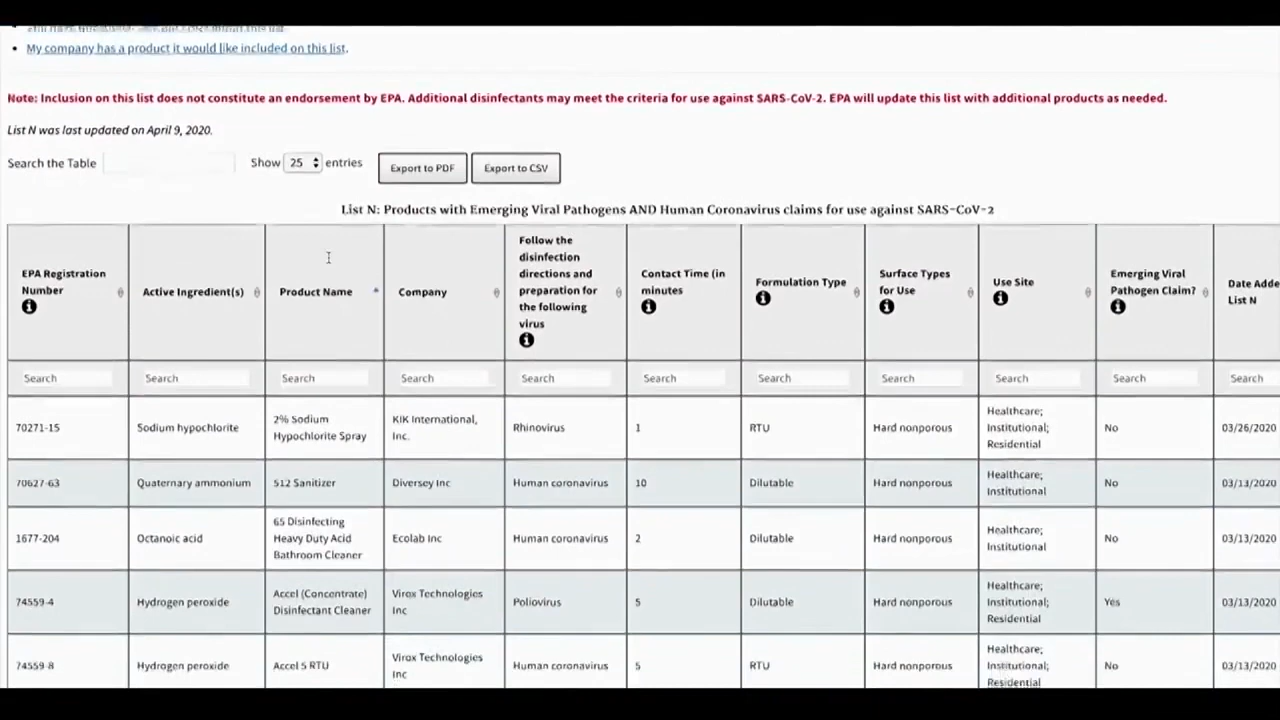 My company has a product it would like included on this list.
Note: Inclusion on this list does not constitute an endorsement by EPA. Additional disinfectants may meet the criteria for use against SARS-CoV-2. EPA will update this list with additional products as needed.
List N was last updated on April 9, 2020.
Search the Table Show 25 entries Export to PDF Export to CSV
List N: Products with Emerging Viral Pathogens AND Human Coronavirus claims for use against SARS-CoV-2
EPA Registration
Number
Active Ingredient(s)
Product Name
Company
Follow the
disinfection
directions and
preparation for
the following
virus
Contact Time (in
minutes
Formulation Type
Surface Types
for Use
Use Site
Emerging Viral
Pathogen Claim?
Date Adde
List N
Search Search Search Search Search Search Search Search Search Search Search
70271-15
Sodium hypochlorite
2% Sodium
Hypochlorite Spray
KIK International,
Inc.
Rhinovirus
1
RTU
Hard nonporous
Healthcare;
Institutional;
Residential
No
03/26/2020
70627-63
Quaternary ammonium
512 Sanitizer
Diversey Inc
Human coronavirus
10
Dilutable
Hard nonporous
Healthcare;
Institutional
No
03/13/2020
1677-204
Octanoic acid
65 Disinfecting
Heavy Duty Acid
Bathroom Cleaner
Ecolab Inc
Human coronavirus
2
Dilutable
Hard nonporous
Healthcare;
Institutional
No
03/13/2020
74559-4
Hydrogen peroxide
Accel (Concentrate)
Disinfectant Cleaner
Virox Technologies
Inc
Poliovirus
5
Dilutable
Hard nonporous
Healthcare;
Institutional;
Residential
Yes
03/13/2020
74559-8
Hydrogen peroxide
Accel 5 RTU
Virox Technologies
Inc
Human coronavirus
5
RTU
Hard nonporous
Healthcare;
Institutional;
Residential
No
03/13/2020